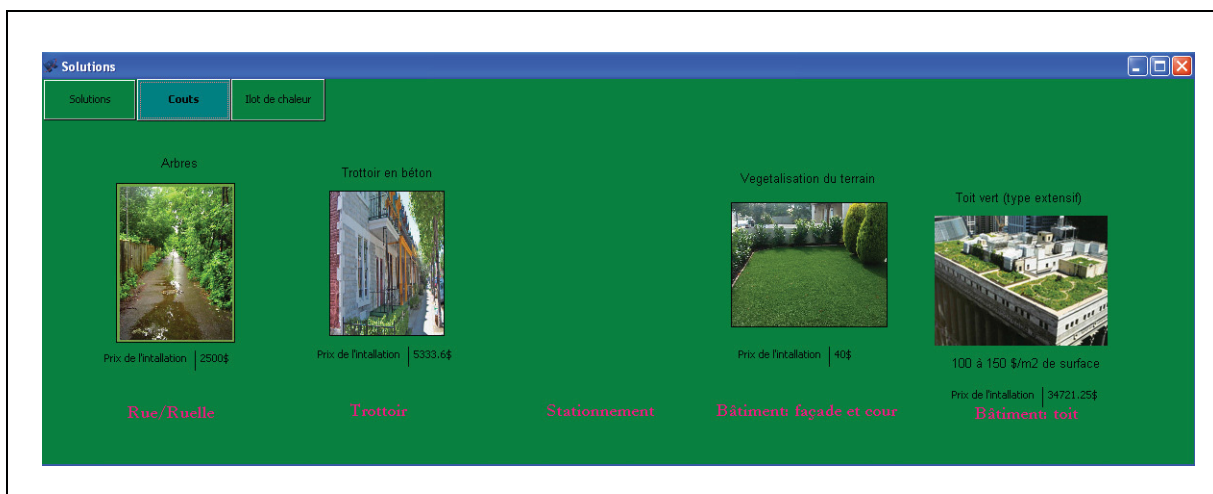 Solutions
Solutions
Couts
Ilot de chaleur
Arbres
Trottoir en béton
Vegetalisation du terrain
Toit vert (type extensif)
100 à 150 $/m2 de surface
Prix de l'intallation 2500$
Prix de l'intallation 5333.6$
Prix de l'intallation 40$
Prix de l'intallation 34721.25$
Rue/Ruelle
Trottoir
Stationnement
Bâtiment: façade et cour
Bâtiment: toit